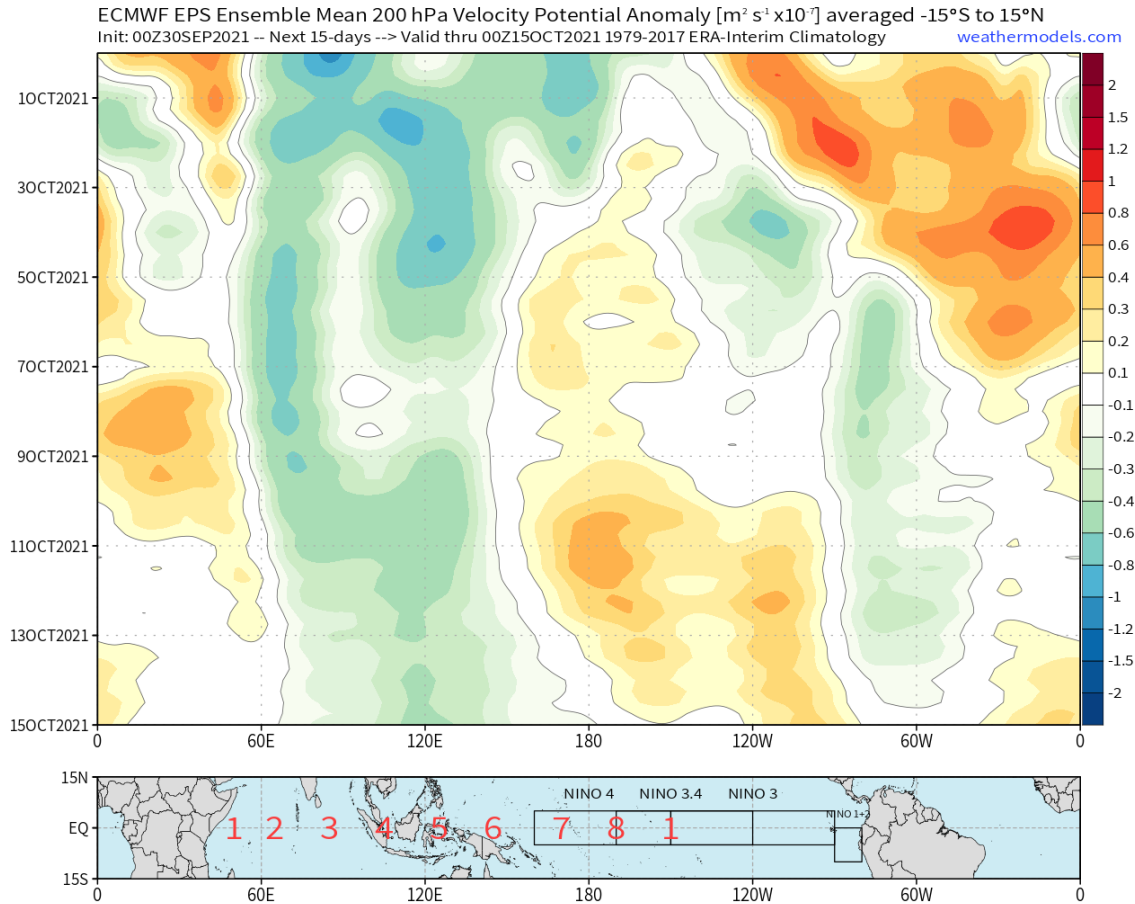 ECMWF EPS Ensemble Mean 200 hPa Velocity Potential Anomaly [m² s⁻¹ x10⁻⁷] averaged -15°S to 15°N
Init: 00Z30SEP2021 -- Next 15-days --> Valid thru 00Z15OCT2021 1979-2017 ERA-Interim Climatology
weathermodels.com
1OCT2021
3OCT2021
5OCT2021
7OCT2021
9OCT2021
11OCT2021
13OCT2021
15OCT2021
0 60E 120E 180 120W 60W 0
2
1.5
1.2
1
0.8
0.6
0.4
0.3
0.2
0.1
-0.1
-0.2
-0.3
-0.4
-0.6
-0.8
-1
-1.2
-1.5
-2
15N
EQ
15S
NINO 4 NINO 3.4 NINO 3
NINO 1+2
1 2 3 4 5 6 7 8 1
0 60E 120E 180 120W 60W 0